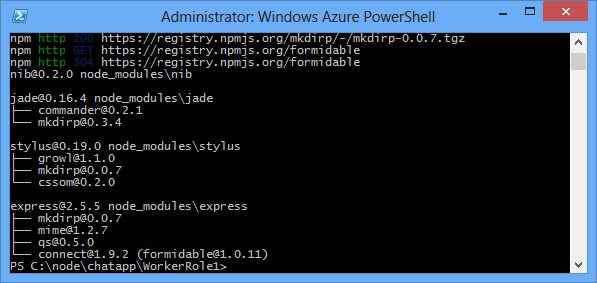 Administrator: Windows Azure PowerShell
npm http 200 https://registry.npmjs.org/mkdirp/-/mkdirp-0.0.7.tgz
npm http GET https://registry.npmjs.org/formidable
npm http 304 https://registry.npmjs.org/formidable
nib@0.2.0 node_modules\nib
jade@0.16.4 node_modules\jade
├── commander@0.2.1
└── mkdirp@0.3.4
stylus@0.19.0 node_modules\stylus
├── growl@1.1.0
├── mkdirp@0.0.7
└── cssom@0.2.0
express@2.5.5 node_modules\express
├── mkdirp@0.0.7
├── mime@1.2.7
├── qs@0.5.0
└── connect@1.9.2 (formidable@1.0.11)
PS C:\node\chatapp\WorkerRole1>